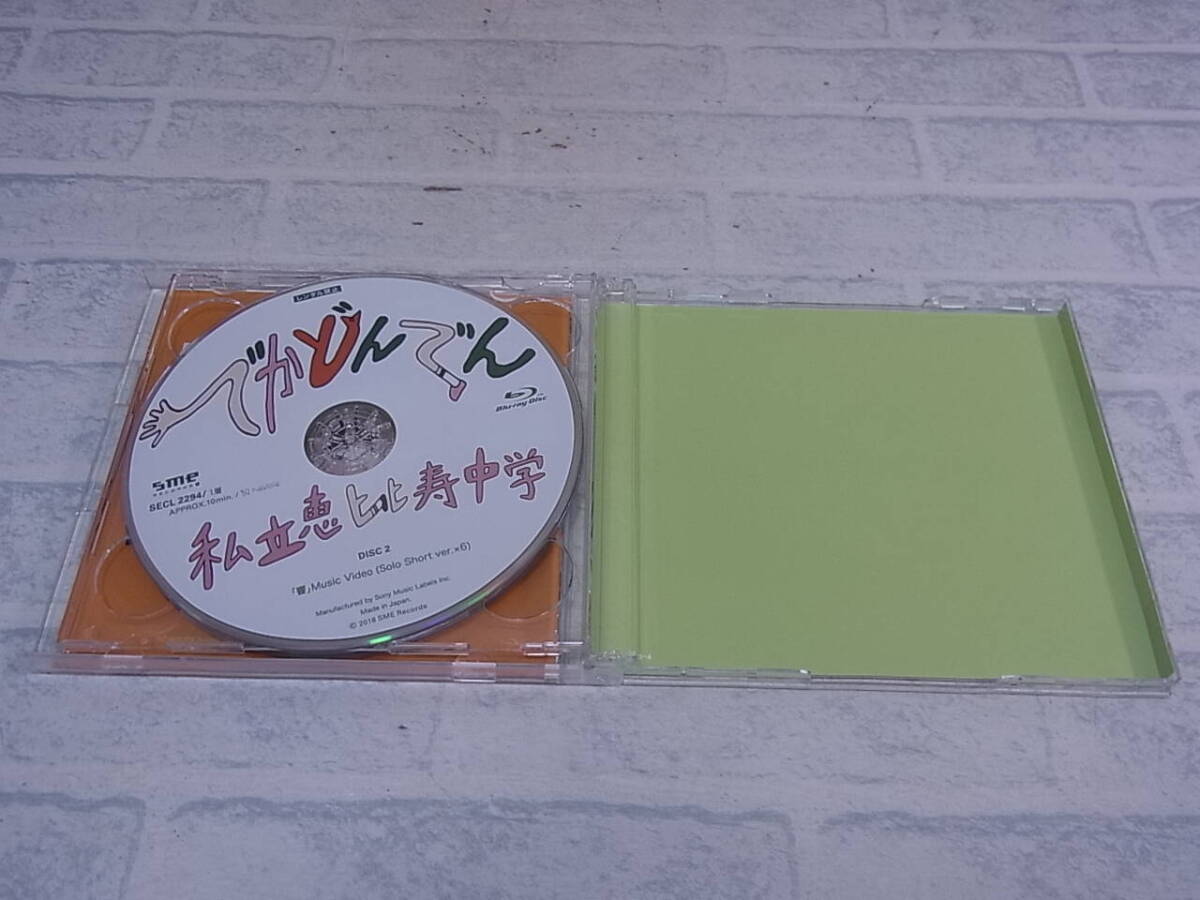 レンタル禁止
でかどんでん
Blu-ray Disc
sme
SECL 2294/1層
APPROX.10min./
私立恵比寿中学
DISC 2
「響」Music Video (Solo Short ver.×6)
Manufactured by Sony Music Labels Inc.
Made in Japan.
© 2018 SME Records